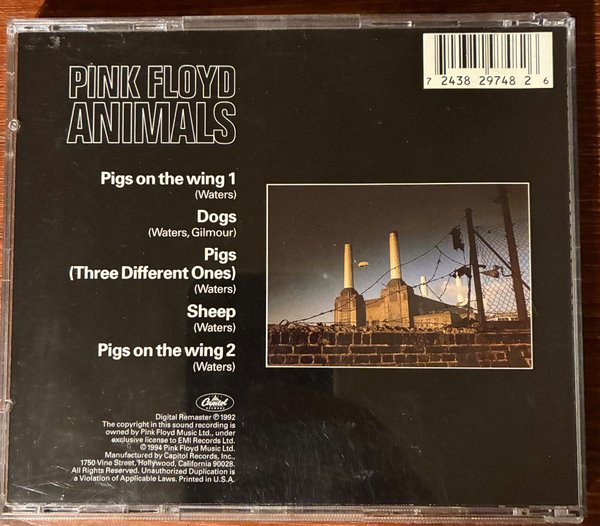 PINK FLOYD
ANIMALS
7 24382 97482 6
Pigs on the wing 1
(Waters)
Dogs
(Waters, Gilmour)
Pigs
(Three Different Ones)
(Waters)
Sheep
(Waters)
Pigs on the wing 2
(Waters)
Capitol
Digital Remaster ℗ 1992
The copyright in this sound recording is
owned by Pink Floyd Music Ltd., under
exclusive license to EMI Records Ltd.
© 1994 Pink Floyd Music Ltd.
Manufactured by Capitol Records, Inc.,
1750 Vine Street, Hollywood, California 90028.
All Rights Reserved. Unauthorized Duplication is
a Violation of Applicable Laws. Printed in U.S.A.